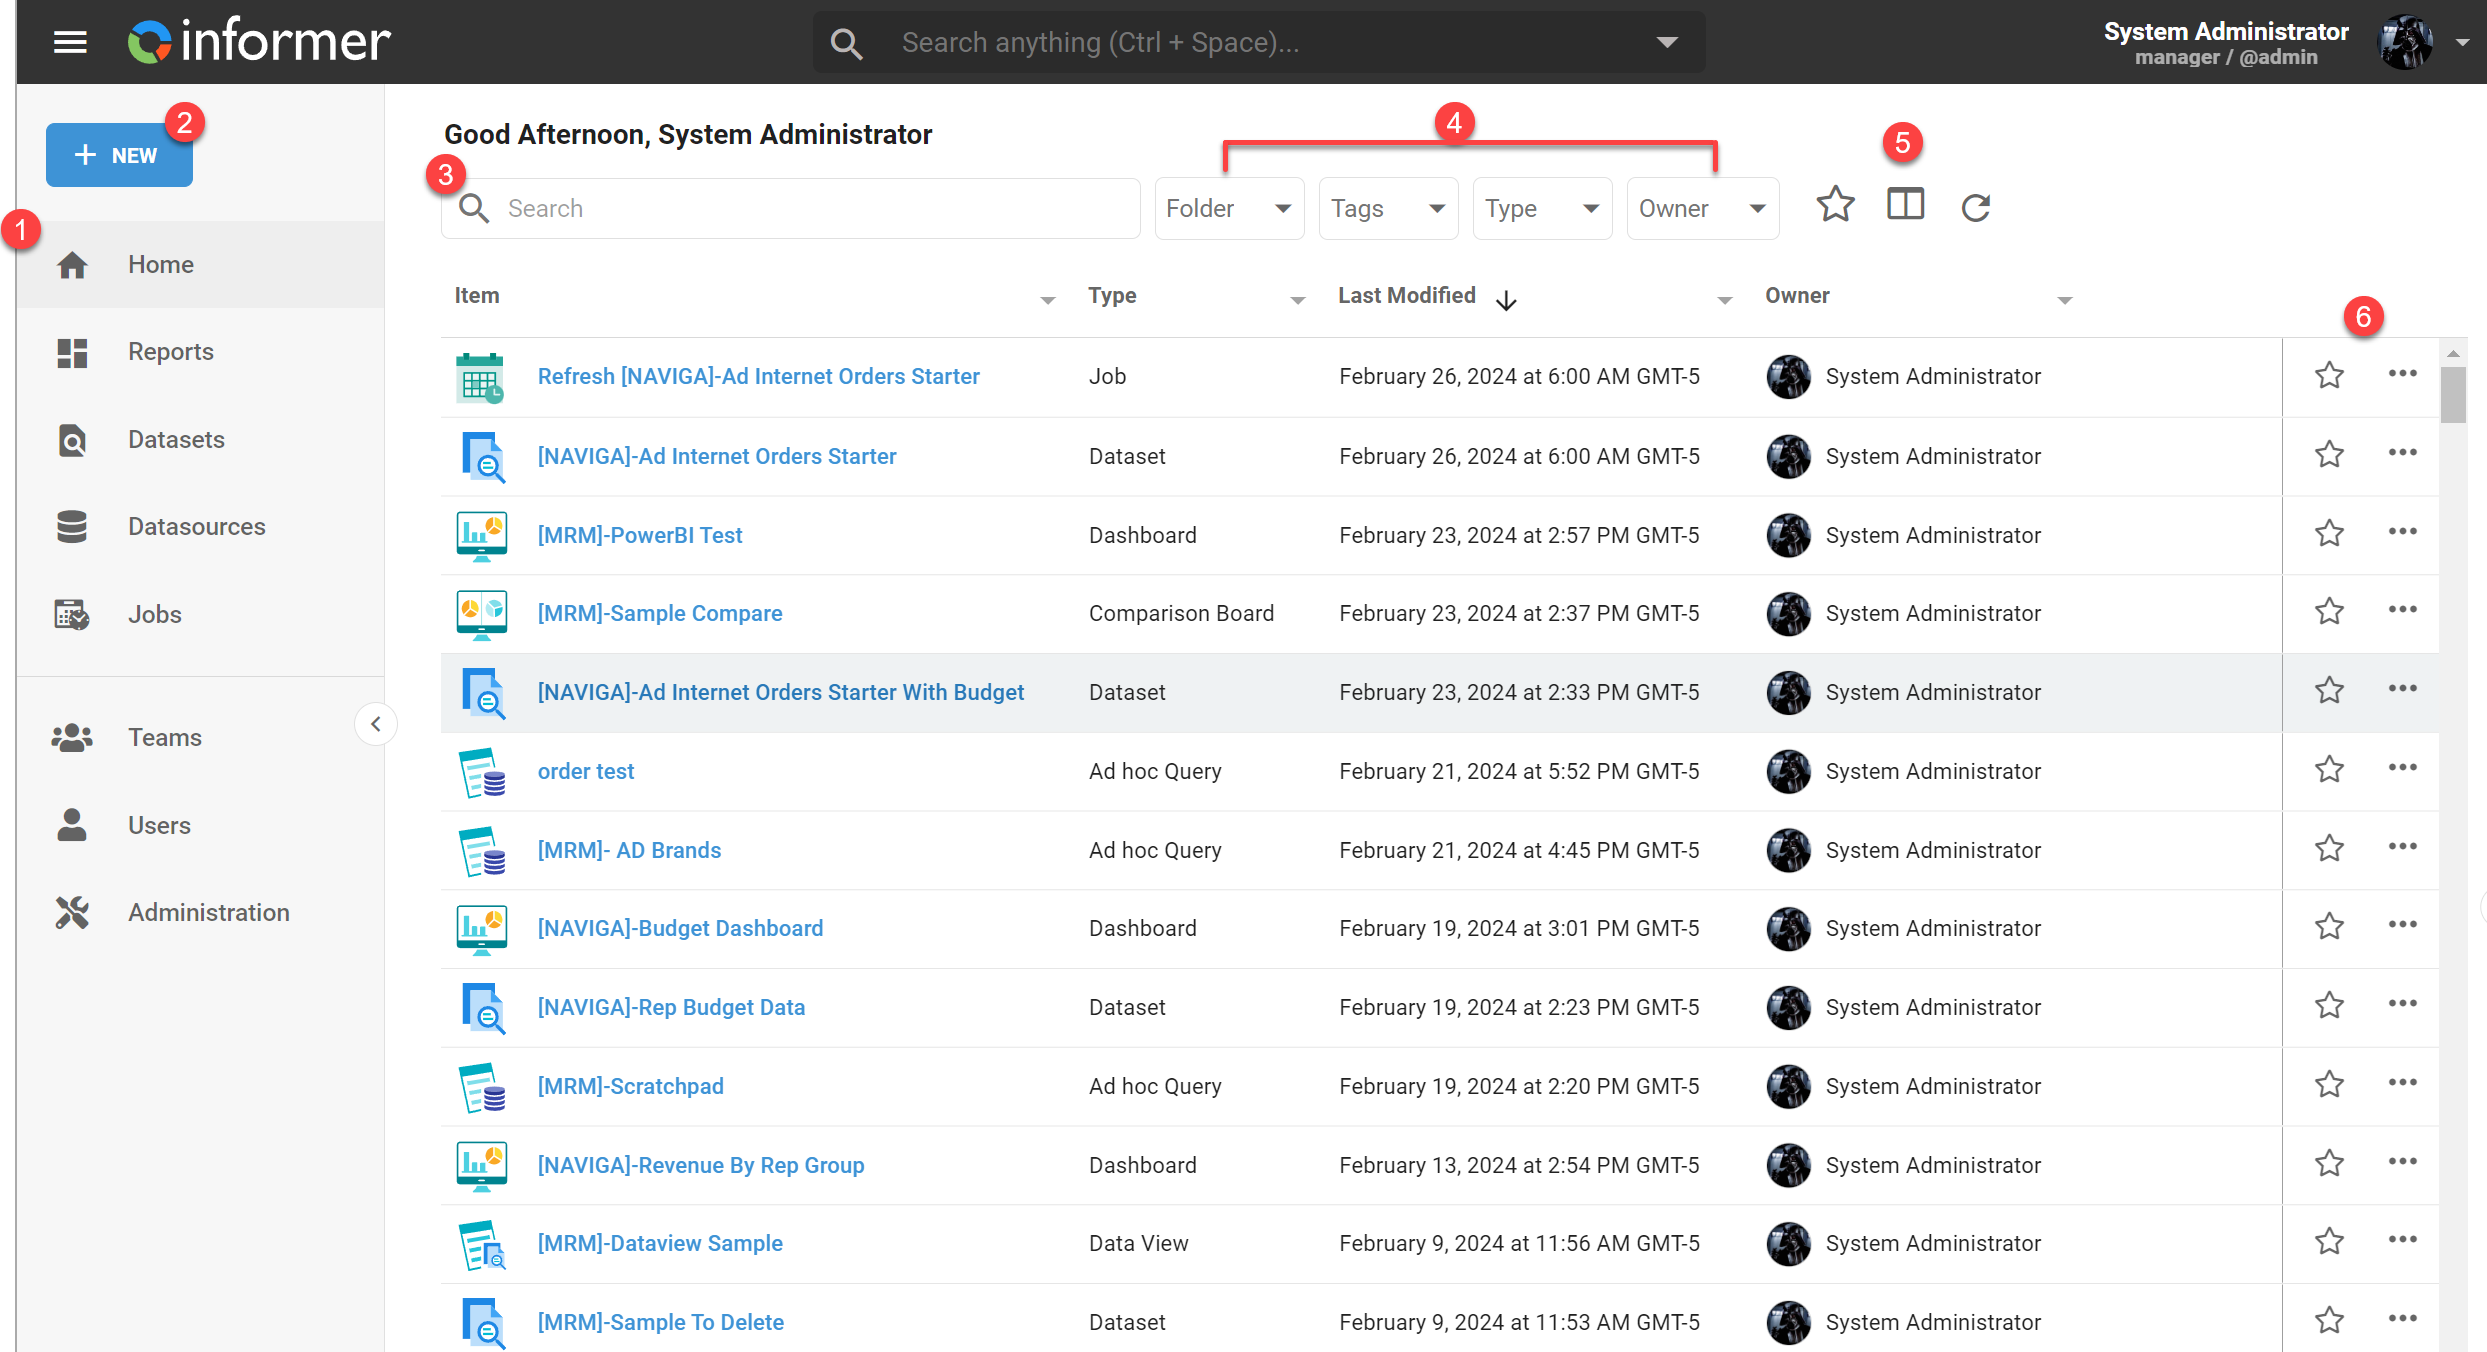 informer
Search anything (Ctrl + Space)...
System Administrator
manager / @admin
2
+ NEW
1
Home
Reports
Datasets
Datasources
Jobs
Teams
Users
Administration
Good Afternoon, System Administrator
3
Search
4
Folder Tags Type Owner
5
Item Type Last Modified Owner
6
Refresh [NAVIGA]-Ad Internet Orders Starter Job February 26, 2024 at 6:00 AM GMT-5 System Administrator
[NAVIGA]-Ad Internet Orders Starter Dataset February 26, 2024 at 6:00 AM GMT-5 System Administrator
[MRM]-PowerBI Test Dashboard February 23, 2024 at 2:57 PM GMT-5 System Administrator
[MRM]-Sample Compare Comparison Board February 23, 2024 at 2:37 PM GMT-5 System Administrator
[NAVIGA]-Ad Internet Orders Starter With Budget Dataset February 23, 2024 at 2:33 PM GMT-5 System Administrator
order test Ad hoc Query February 21, 2024 at 5:52 PM GMT-5 System Administrator
[MRM]- AD Brands Ad hoc Query February 21, 2024 at 4:45 PM GMT-5 System Administrator
[NAVIGA]-Budget Dashboard Dashboard February 19, 2024 at 3:01 PM GMT-5 System Administrator
[NAVIGA]-Rep Budget Data Dataset February 19, 2024 at 2:23 PM GMT-5 System Administrator
[MRM]-Scratchpad Ad hoc Query February 19, 2024 at 2:20 PM GMT-5 System Administrator
[NAVIGA]-Revenue By Rep Group Dashboard February 13, 2024 at 2:54 PM GMT-5 System Administrator
[MRM]-Dataview Sample Data View February 9, 2024 at 11:56 AM GMT-5 System Administrator
[MRM]-Sample To Delete Dataset February 9, 2024 at 11:53 AM GMT-5 System Administrator